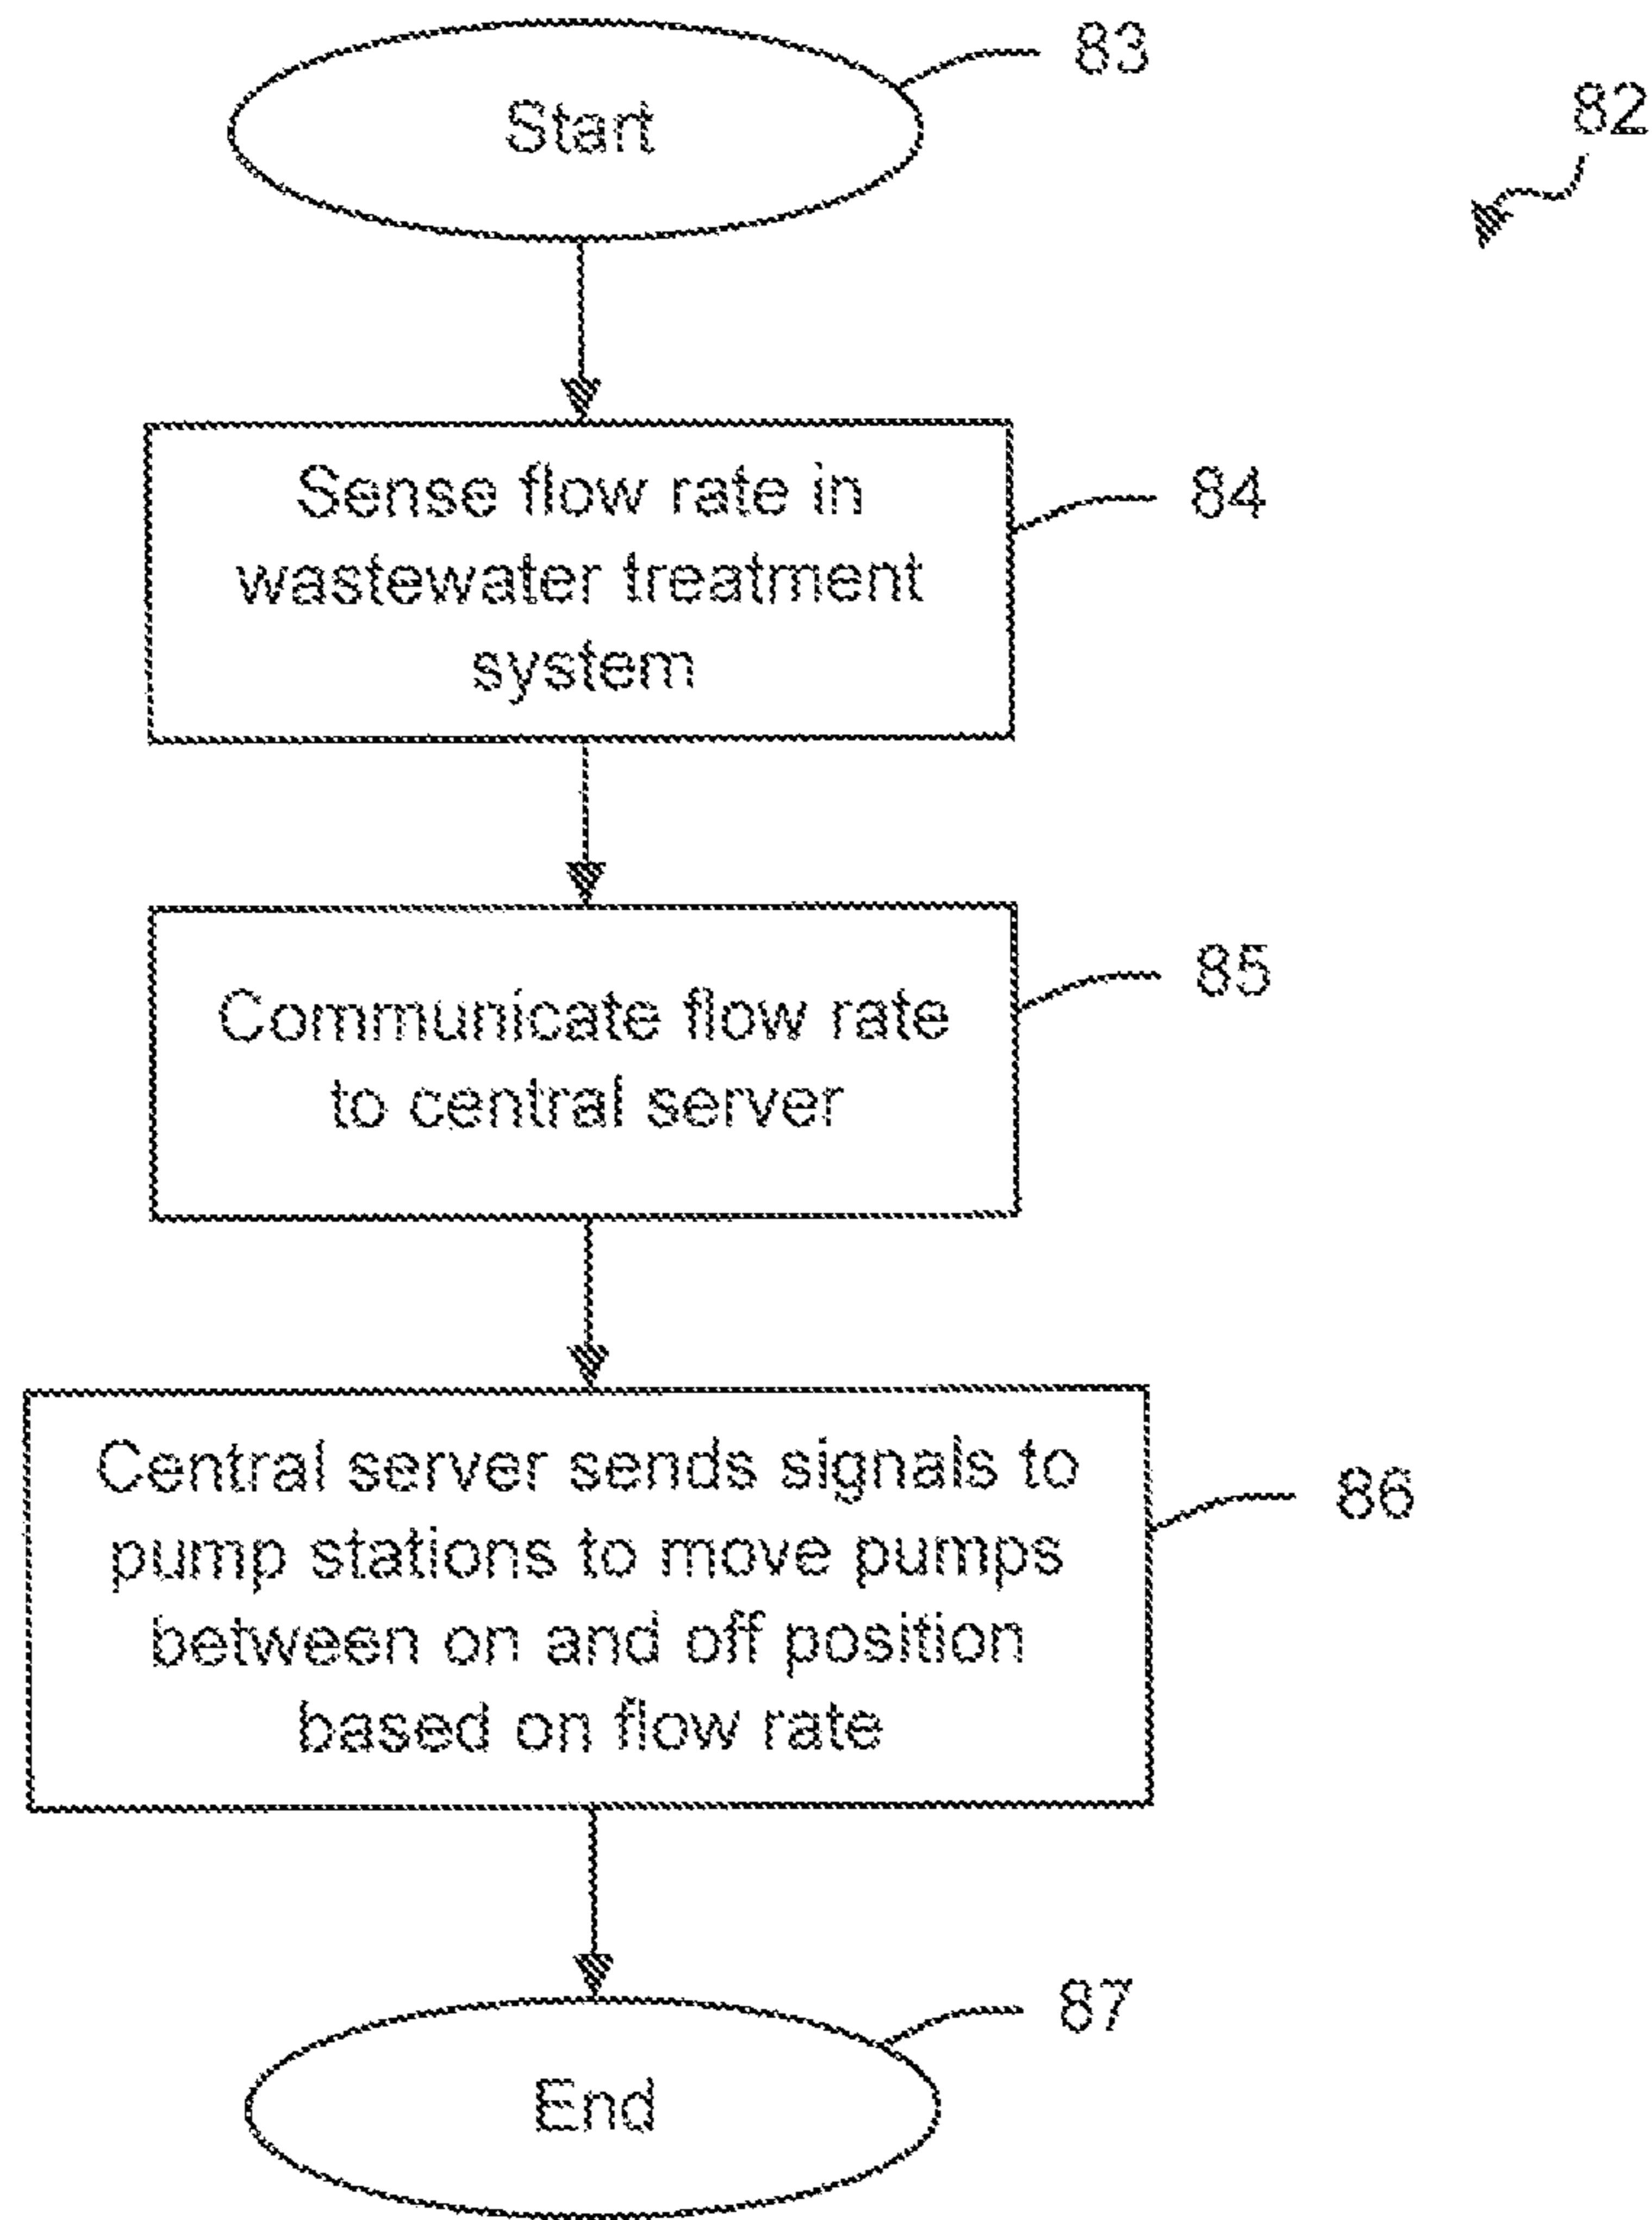 83
82
Start
Sense flow rate in
wastewater treatment
system
84
Communicate flow rate
to central server
85
Central server sends signals to
pump stations to move pumps
between on and off position
based on flow rate
86
87
End